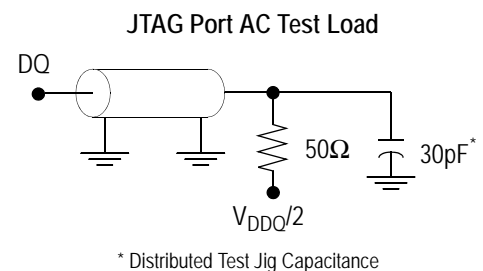 JTAG Port AC Test Load
DQ
50Ω
30pF*
VDDQ/2
* Distributed Test Jig Capacitance